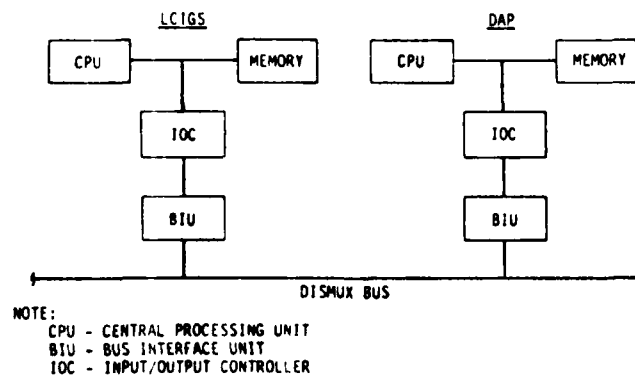 LCIGS
DAP
CPU
MEMORY
CPU
MEMORY
IOC
IOC
BIU
BIU
DISMUX BUS
NOTE:
CPU - CENTRAL PROCESSING UNIT
BIU - BUS INTERFACE UNIT
IOC - INPUT/OUTPUT CONTROLLER